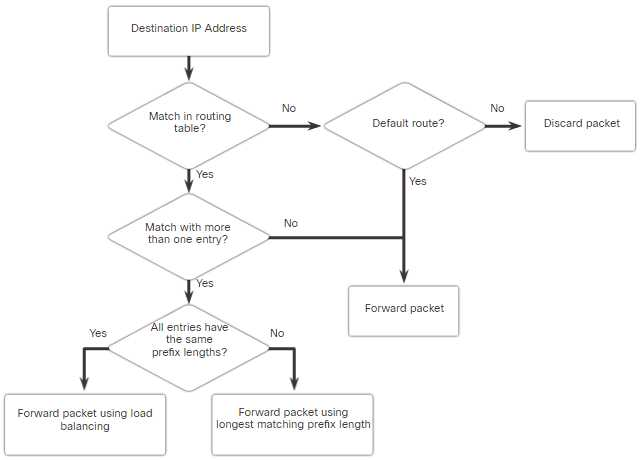 Destination IP Address
Match in routing
table?
No
Default route?
No
Discard packet
Yes
Yes
Match with more
than one entry?
No
Yes
Forward packet
Yes
All entries have
the same
prefix lengths?
No
Forward packet using load
balancing
Forward packet using
longest matching prefix length